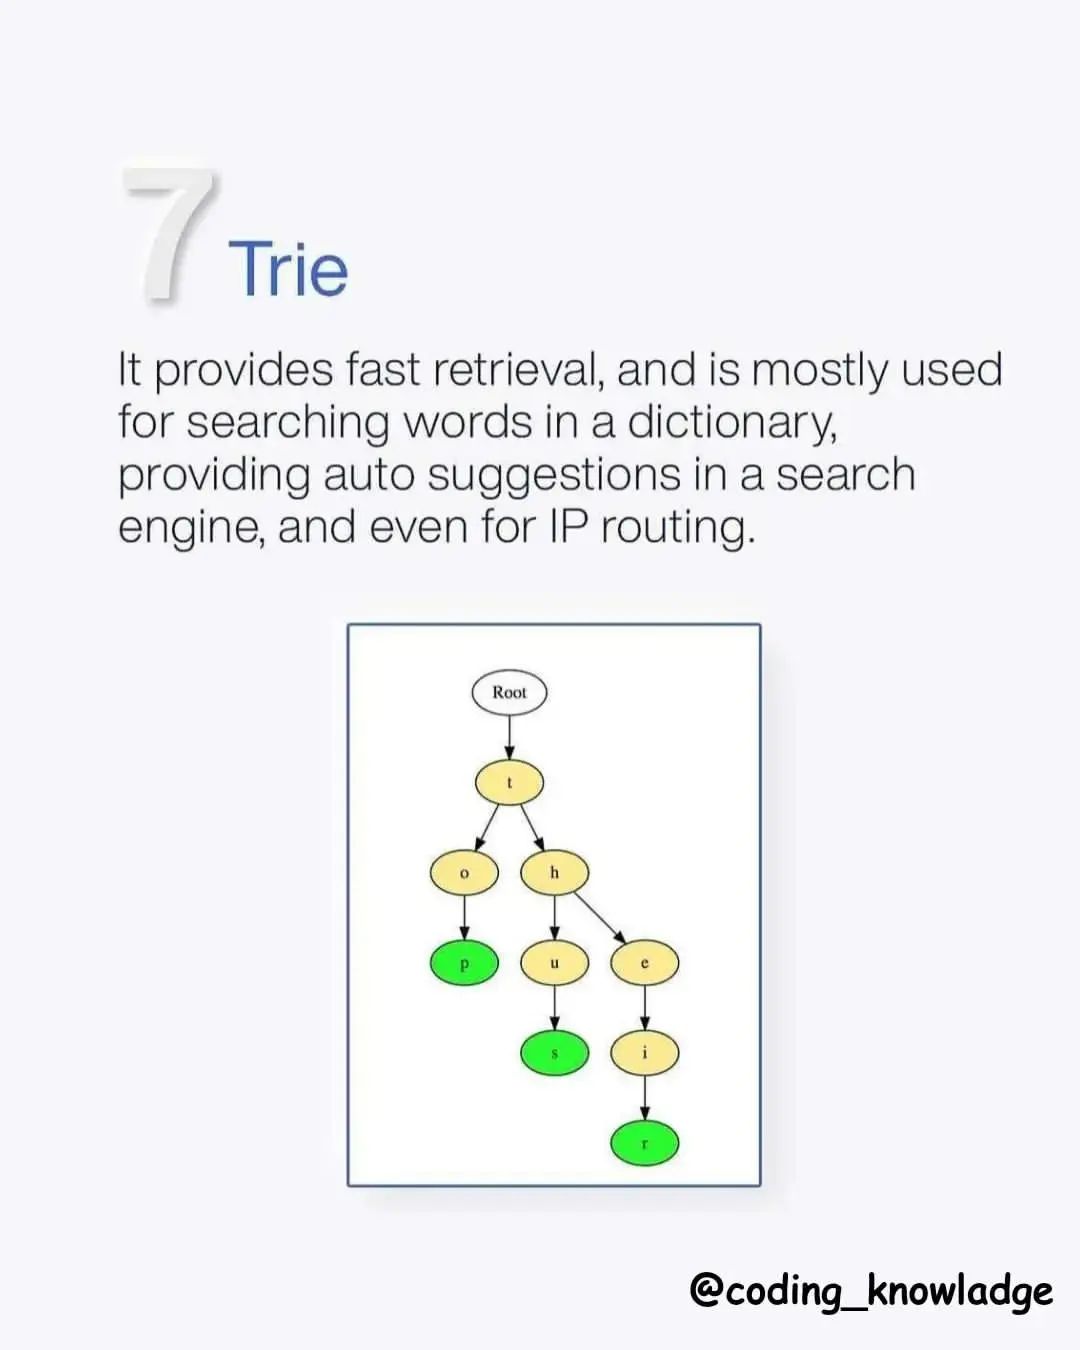 7 Trie
It provides fast retrieval, and is mostly used
for searching words in a dictionary,
providing auto suggestions in a search
engine, and even for IP routing.
Root
t
o h
p u e
s i
r
@coding_knowladge